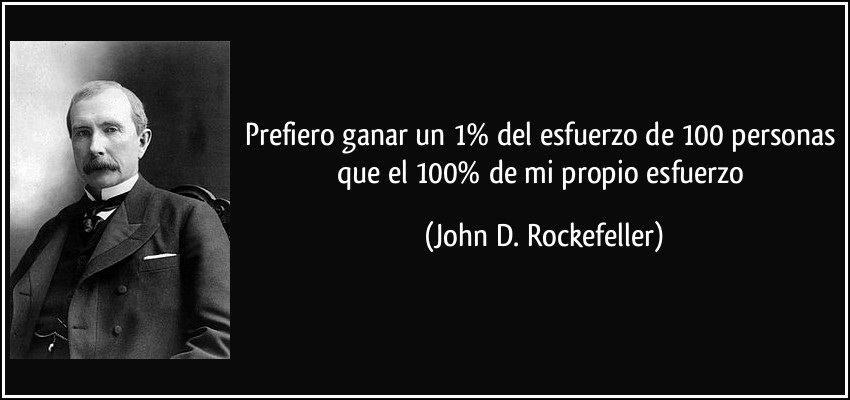 Prefiero ganar un 1% del esfuerzo de 100 personas
que el 100% de mi propio esfuerzo
(John D. Rockefeller)